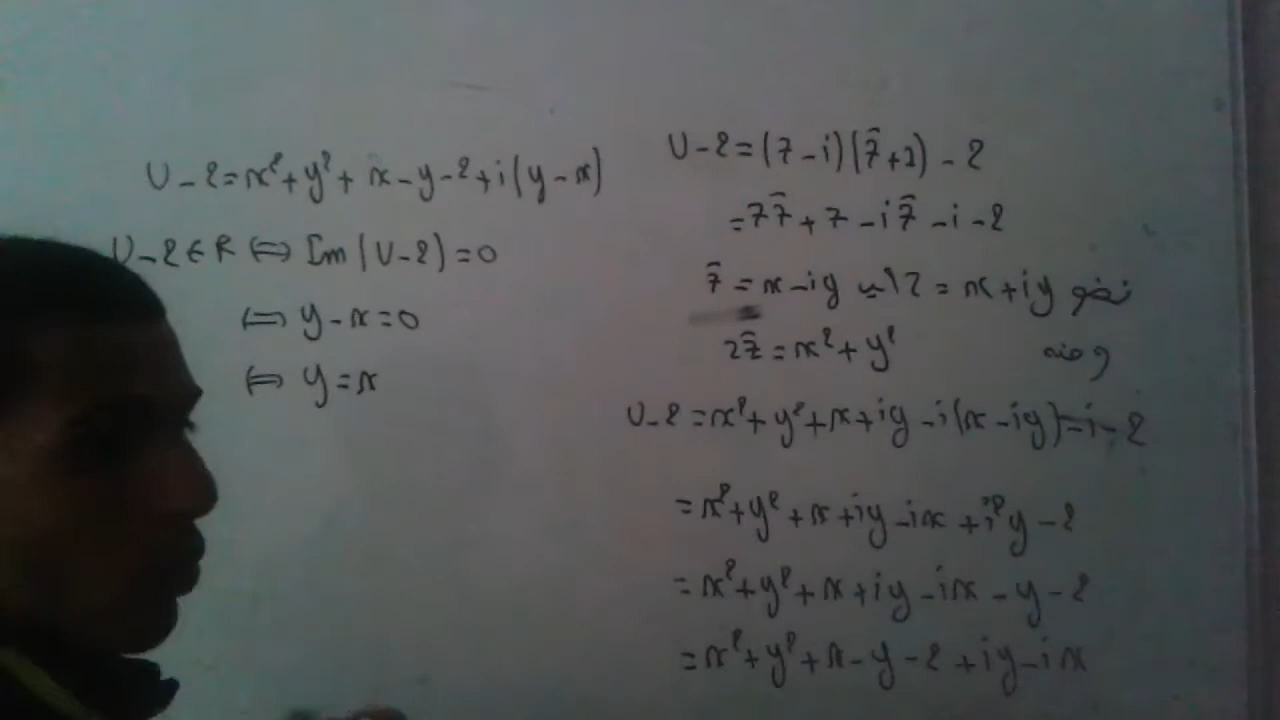 U-2=(z-i)(z̄+1)-2
=zz̄+z-iz̄-i-2
نضع z=x+iy اذن z̄=x-iy
ومنه zz̄=x²+y²
U-2=x²+y²+x+iy-i(x-iy)-i-2
=x²+y²+x+iy-ix+i²y-2
=x²+y²+x+iy-ix-y-2
=x²+y²+x-y-2+iy-ix
U-2=x²+y²+x-y-2+i(y-x)
U-2∈R ⇔ Im(U-2)=0
⇔ y-x=0
⇔ y=x